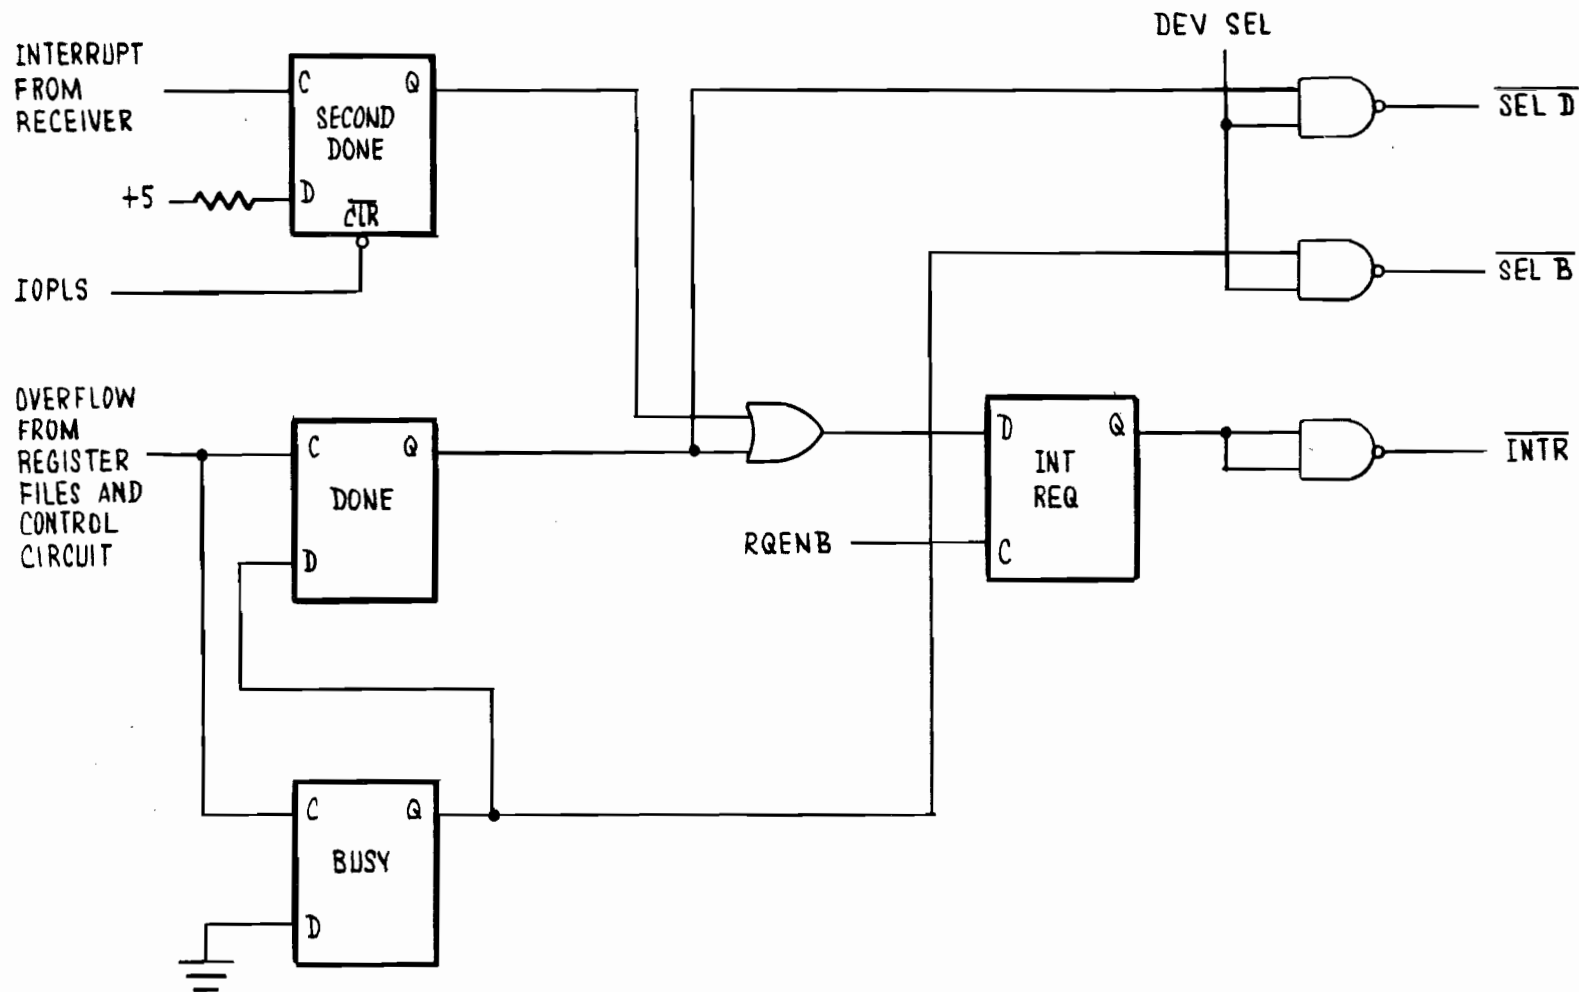 DEV SEL
INTERRUPT
FROM
RECEIVER
C
Q
SECOND
DONE
+5
D
CLR
SEL D
SEL B
IOPLS
OVERFLOW
FROM
REGISTER
FILES AND
CONTROL
CIRCUIT
C
Q
DONE
D
D
Q
INT
REQ
INTR
RQENB
C
C
Q
BUSY
D